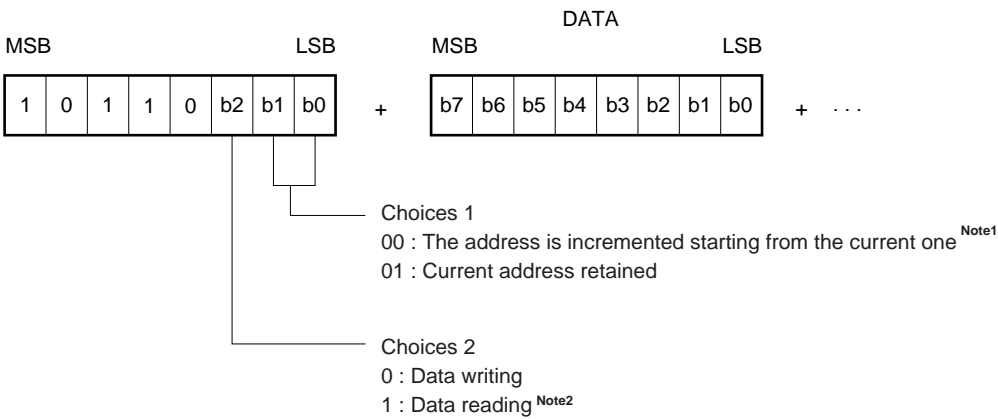 DATA
MSB LSB MSB LSB
1 0 1 1 0 b2 b1 b0 + b7 b6 b5 b4 b3 b2 b1 b0 + ...
Choices 1
00 : The address is incremented starting from the current one Note1
01 : Current address retained
Choices 2
0 : Data writing
1 : Data reading Note2